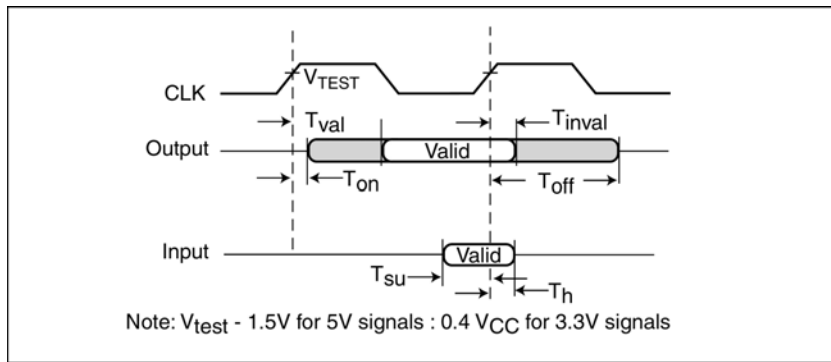 VTEST
CLK
Tval
Tinval
Output
Valid
Ton
Toff
Input
Valid
Tsu
Th
Note: Vtest - 1.5V for 5V signals : 0.4 VCC for 3.3V signals